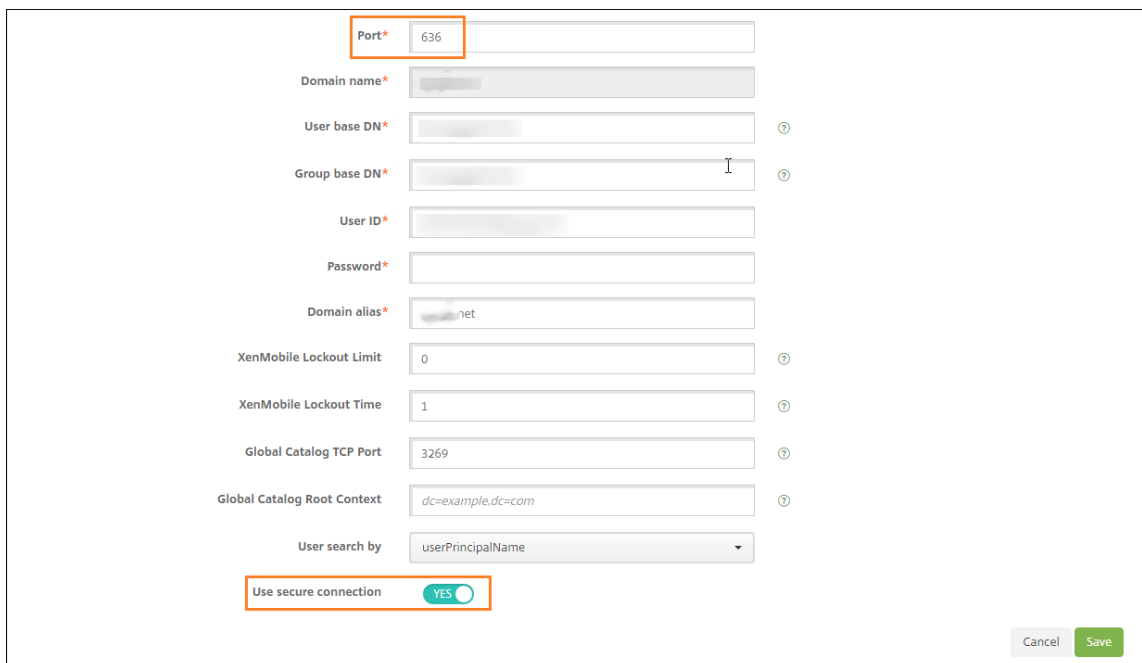 Port* 636
Domain name*
User base DN* ?
Group base DN* ?
User ID*
Password*
Domain alias* net
XenMobile Lockout Limit 0 ?
XenMobile Lockout Time 1 ?
Global Catalog TCP Port 3269 ?
Global Catalog Root Context dc=example,dc=com ?
User search by userPrincipalName
Use secure connection YES
Cancel Save